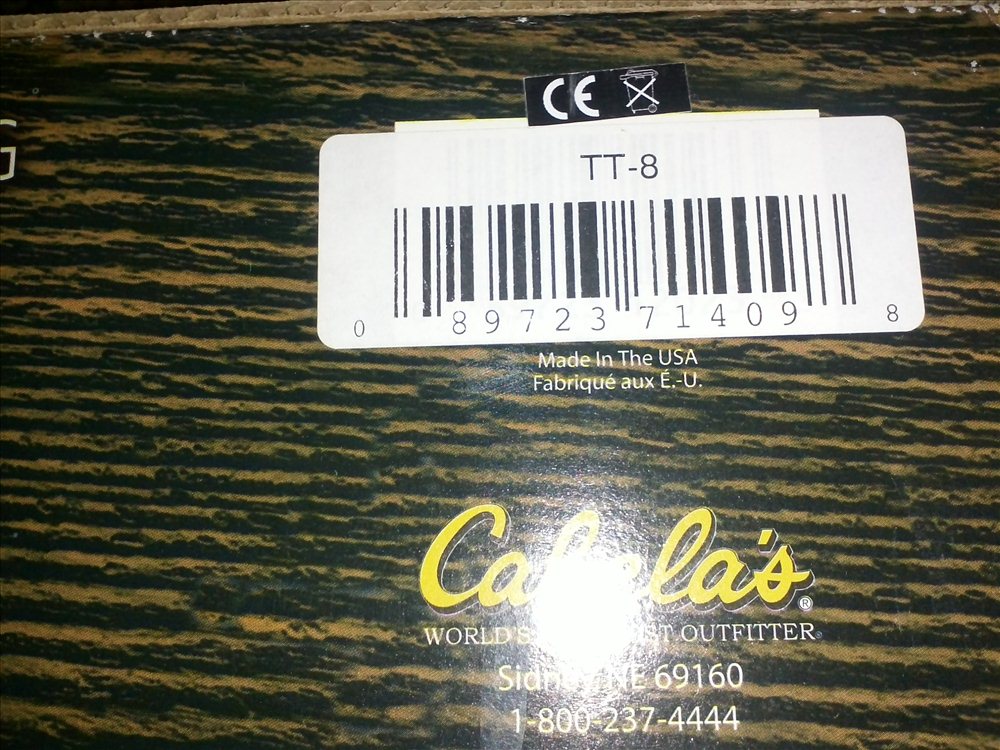 CE
TT-8
0 89723 71409 8
Made In The USA
Fabriqué aux É.-U.
G
Cabela's®
WORLD'S OUTFITTER
NE 69160
1-800-237-4444